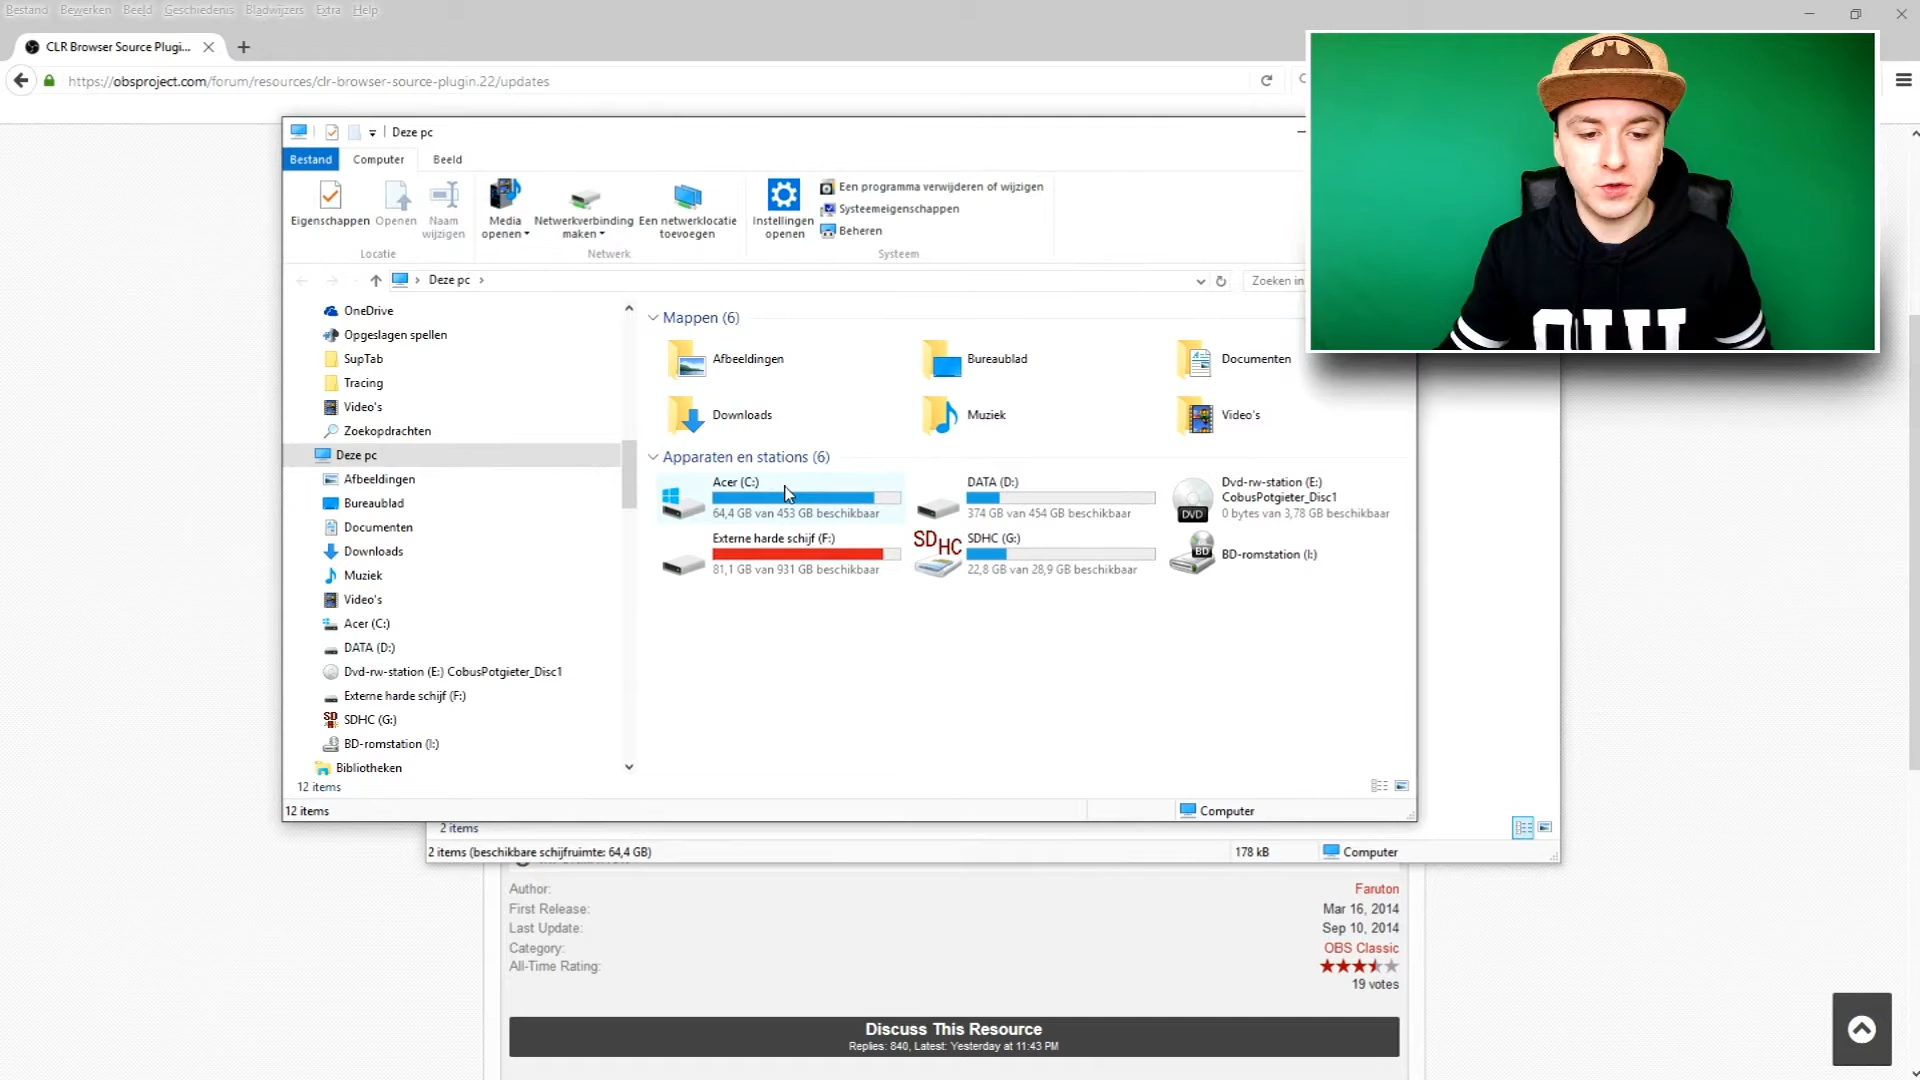 Bestand Bewerken Beeld Geschiedenis Bladwijzers Extra Help
CLR Browser Source Plugi...
https://obsproject.com/forum/resources/clr-browser-source-plugin.22/updates
Deze pc
Bestand Computer Beeld
Eigenschappen
Openen
Naam
wijzigen
Media
openen
Netwerkverbinding
maken
Een netwerklocatie
toevoegen
Instellingen
openen
Een programma verwijderen of wijzigen
Systeemeigenschappen
Beheren
Locatie
Netwerk
Systeem
Deze pc
Zoeken in
OneDrive
Opgeslagen spellen
SupTab
Tracing
Video's
Zoekopdrachten
Deze pc
Afbeeldingen
Bureaublad
Documenten
Downloads
Muziek
Video's
Acer (C:)
DATA (D:)
Dvd-rw-station (E:) CobusPotgieter_Disc1
Externe harde schijf (F:)
SDHC (G:)
BD-romstation (I:)
Bibliotheken
12 items
Mappen (6)
Afbeeldingen
Bureaublad
Documenten
Downloads
Muziek
Video's
Apparaten en stations (6)
Acer (C:)
64,4 GB van 453 GB beschikbaar
DATA (D:)
374 GB van 454 GB beschikbaar
DVD
Dvd-rw-station (E:)
CobusPotgieter_Disc1
0 bytes van 3,78 GB beschikbaar
Externe harde schijf (F:)
81,1 GB van 931 GB beschikbaar
SDHC
SDHC (G:)
22,8 GB van 28,9 GB beschikbaar
BD
BD-romstation (I:)
12 items
Computer
2 items
2 items (beschikbare schijfruimte: 64,4 GB)
178 kB
Computer
Author: Faruton
First Release: Mar 16, 2014
Last Update: Sep 10, 2014
Category: OBS Classic
All-Time Rating:
19 votes
Discuss This Resource
Replies: 840, Latest: Yesterday at 11:43 PM